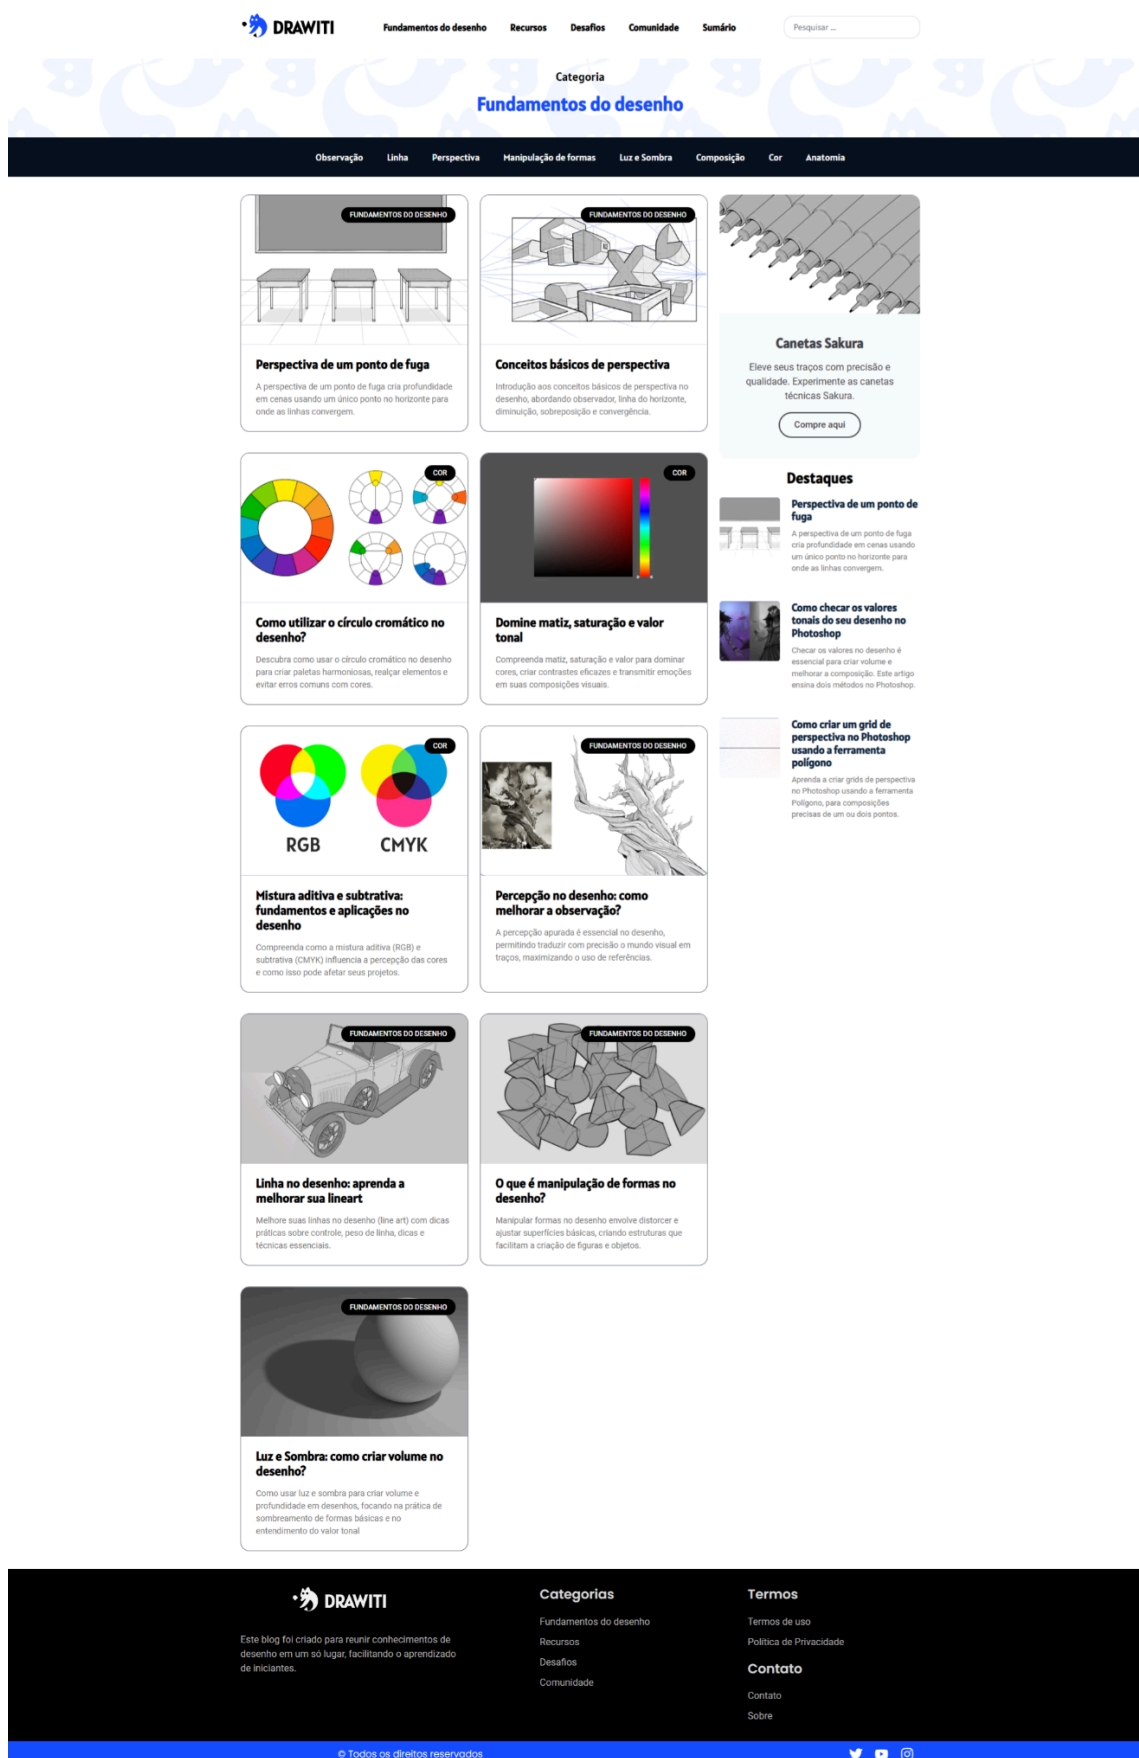 DRAWITI
Fundamentos do desenho
Recursos
Desafios
Comunidade
Sumário
Pesquisar ...
Categoria
Fundamentos do desenho
Observação
Linha
Perspectiva
Manipulação de formas
Luz e Sombra
Composição
Cor
Anatomia
FUNDAMENTOS DO DESENHO
Perspectiva de um ponto de fuga
A perspectiva de um ponto de fuga cria profundidade
em cenas usando um único ponto no horizonte para
onde as linhas convergem.
FUNDAMENTOS DO DESENHO
Conceitos básicos de perspectiva
Introdução aos conceitos básicos de perspectiva no
desenho, abordando observador, linha do horizonte,
diminuição, sobreposição e convergência.
COR
Como utilizar o círculo cromático no
desenho?
Descubra como usar o círculo cromático no desenho
para criar paletas harmoniosas, realçar elementos e
evitar erros comuns com cores.
COR
Domine matiz, saturação e valor
tonal
Compreenda matiz, saturação e valor para dominar
cores, criar contrastes eficazes e transmitir emoções
em suas composições visuais.
COR
RGB
CMYK
Mistura aditiva e subtrativa:
fundamentos e aplicações no
desenho
Compreenda como a mistura aditiva (RGB) e
subtrativa (CMYK) influencia a percepção das cores
e como isso pode afetar seus projetos.
FUNDAMENTOS DO DESENHO
Percepção no desenho: como
melhorar a observação?
A percepção apurada é essencial no desenho,
permitindo traduzir com precisão o mundo visual em
traços, maximizando o uso de referências.
FUNDAMENTOS DO DESENHO
Linha no desenho: aprenda a
melhorar sua lineart
Melhore suas linhas no desenho (line art) com dicas
práticas sobre controle, peso de linha, dicas e
técnicas essenciais.
FUNDAMENTOS DO DESENHO
O que é manipulação de formas no
desenho?
Manipular formas no desenho envolve distorcer e
ajustar superfícies básicas, criando estruturas que
facilitam a criação de figuras e objetos.
FUNDAMENTOS DO DESENHO
Luz e Sombra: como criar volume no
desenho?
Como usar luz e sombra para criar volume e
profundidade em desenhos, focando na prática de
sombreamento de formas básicas e no
entendimento do valor tonal
Canetas Sakura
Eleve seus traços com precisão e
qualidade. Experimente as canetas
técnicas Sakura.
Compre aqui
Destaques
Perspectiva de um ponto de
fuga
A perspectiva de um ponto de fuga
cria profundidade em cenas usando
um único ponto no horizonte para
onde as linhas convergem.
Como checar os valores
tonais do seu desenho no
Photoshop
Checar os valores no desenho é
essencial para criar volume e
melhorar a composição. Este artigo
ensina dois métodos no Photoshop.
Como criar um grid de
perspectiva no Photoshop
usando a ferramenta
polígono
Aprenda a criar grids de perspectiva
no Photoshop usando a ferramenta
Polígono, para composições
precisas de um ou dois pontos.
DRAWITI
Este blog foi criado para reunir conhecimentos de
desenho em um só lugar, facilitando o aprendizado
de iniciantes.
Categorias
Fundamentos do desenho
Recursos
Desafios
Comunidade
Termos
Termos de uso
Política de Privacidade
Contato
Contato
Sobre
© Todos os direitos reservados